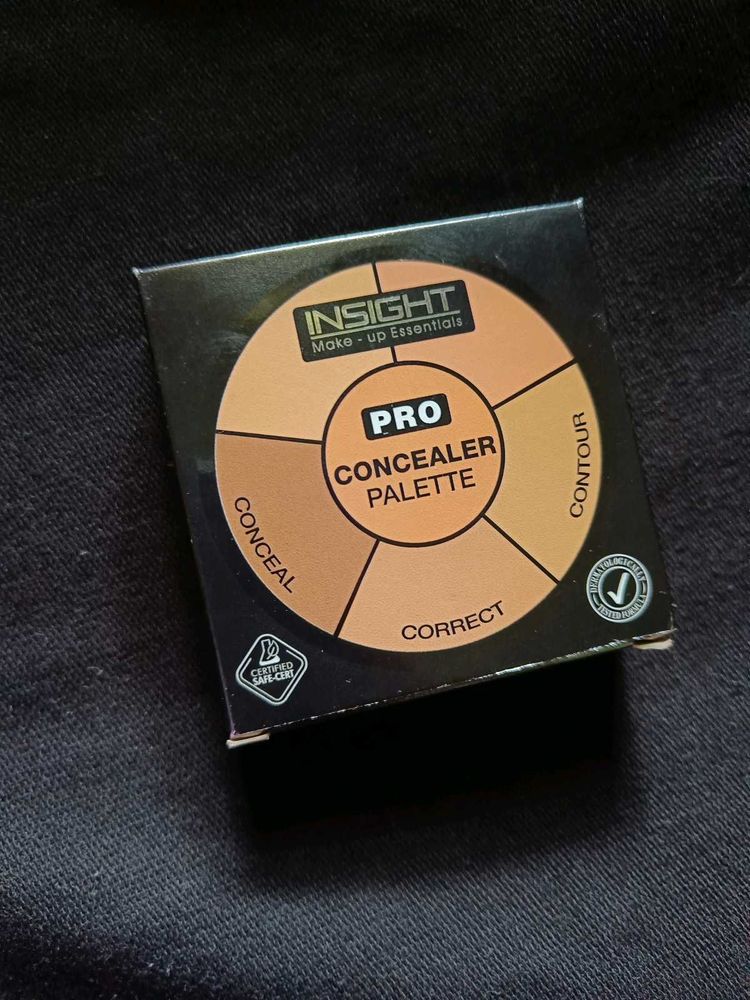 INSIGHT
Make - up Essentials
PRO
CONCEALER
PALETTE
CONTOUR
CONCEAL
CORRECT
DERMATOLOGICALLY
TESTED FORMULA
CERTIFIED
SAFE-CERT